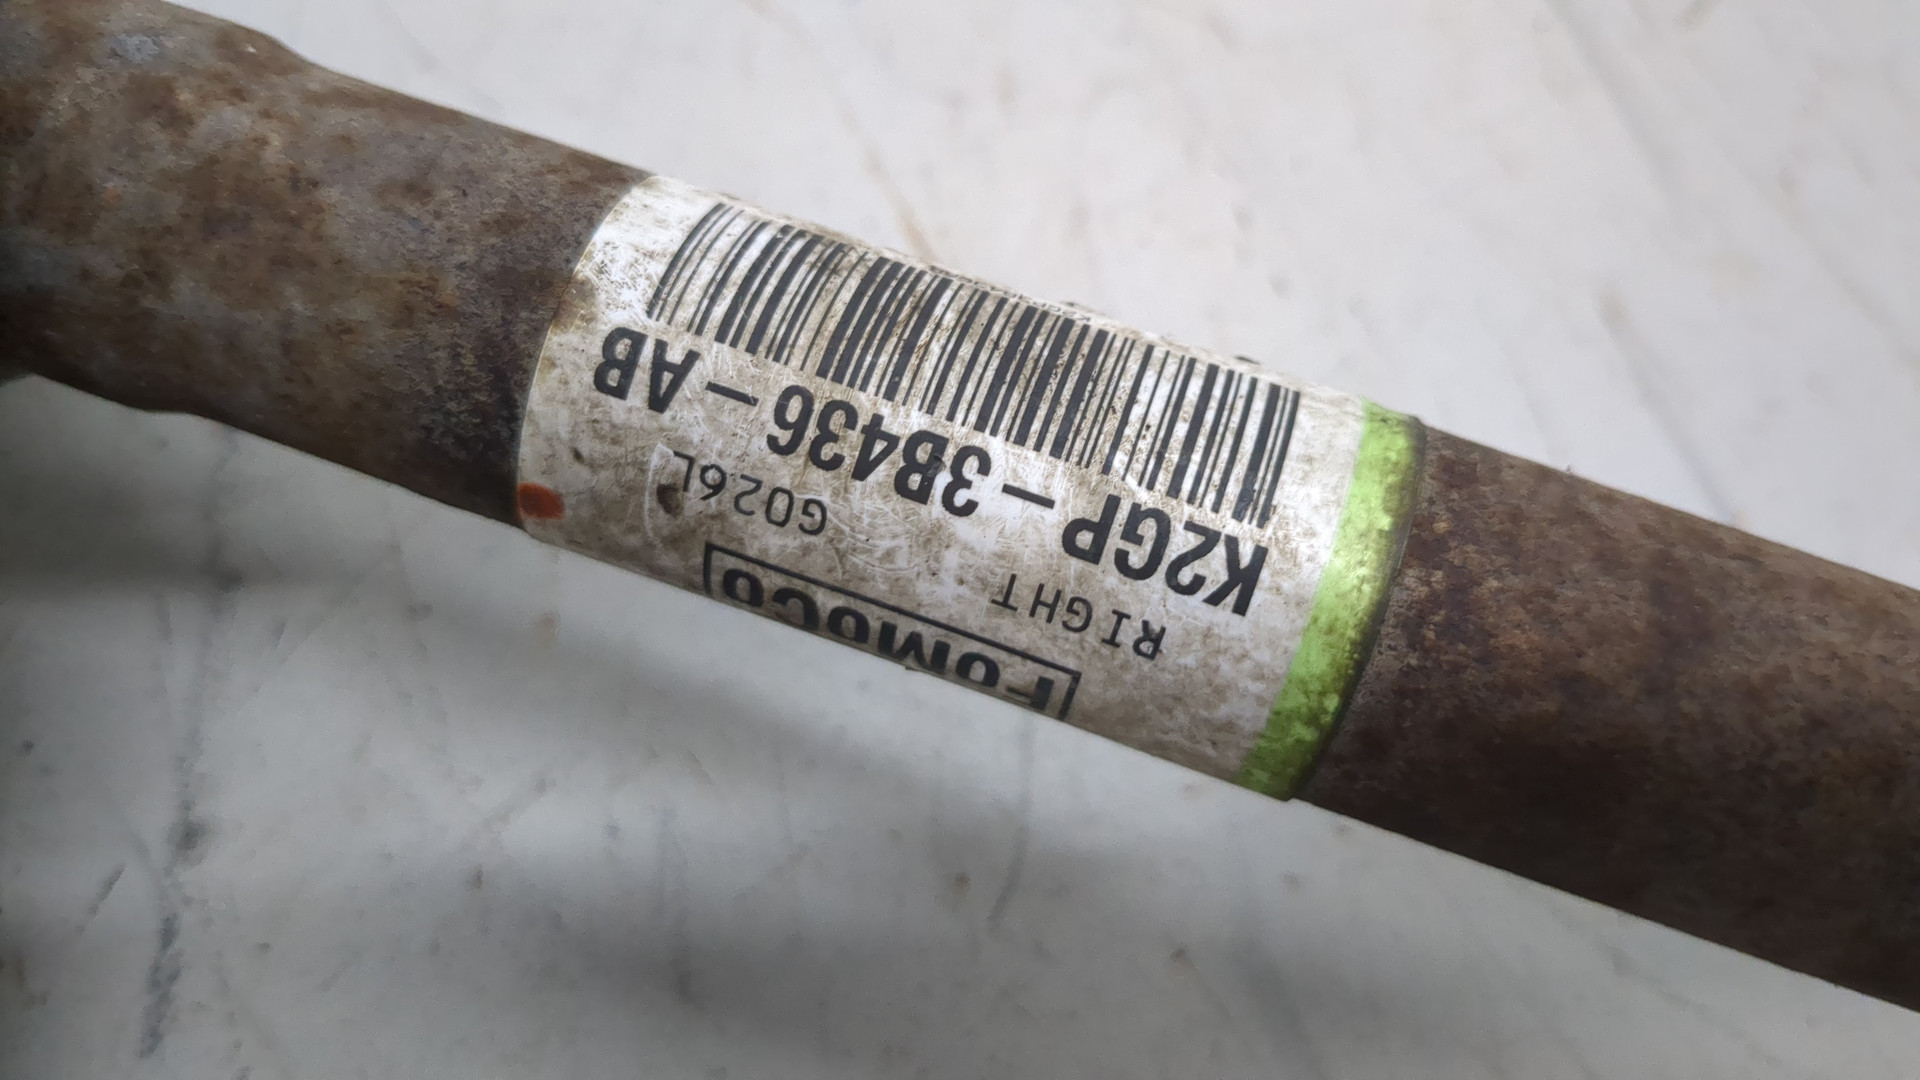 FoMoCo
RIGHT G026L
K2GP-3B436-AB